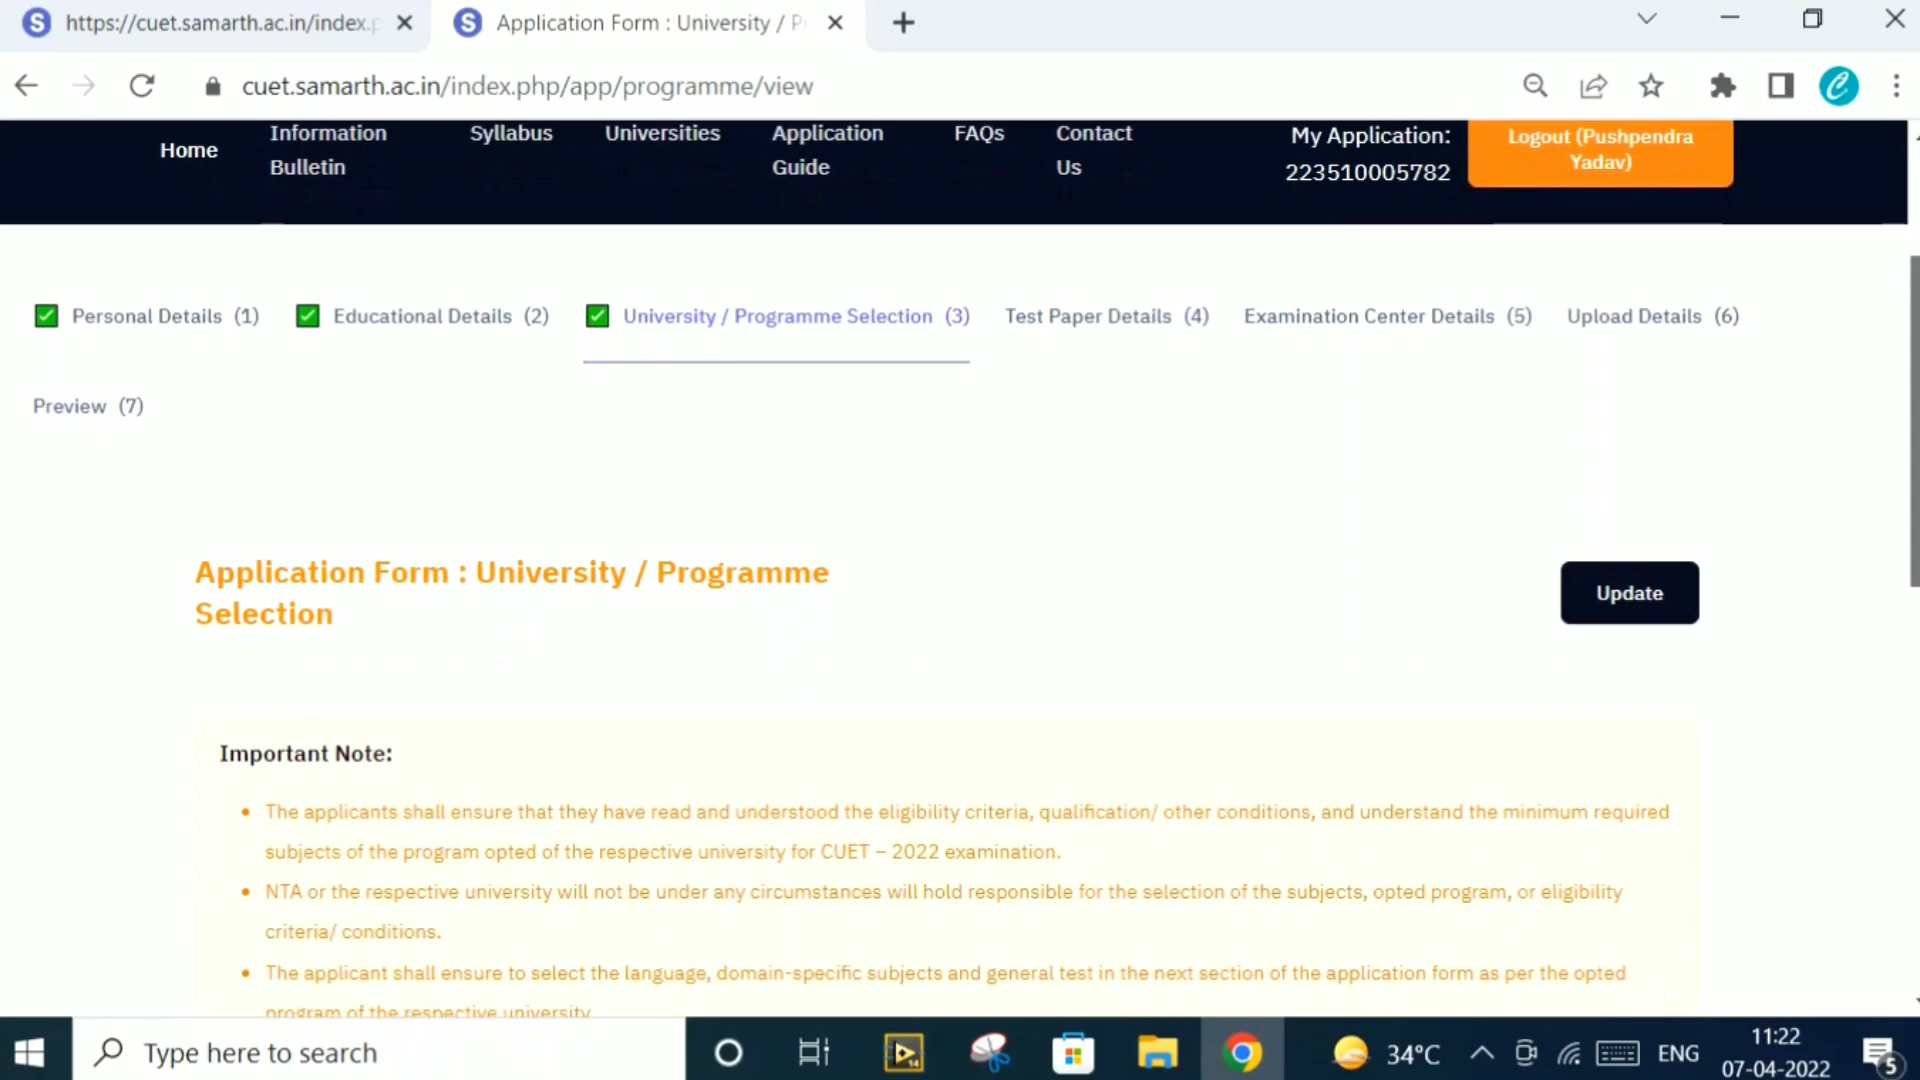 https://cuet.samarth.ac.in/index.p
Application Form : University / P
cuet.samarth.ac.in/index.php/app/programme/view
Home
Information
Bulletin
Syllabus
Universities
Application
Guide
FAQs
Contact
Us
My Application:
223510005782
Logout (Pushpendra
Yadav)
Personal Details (1)
Educational Details (2)
University / Programme Selection (3)
Test Paper Details (4)
Examination Center Details (5)
Upload Details (6)
Preview (7)
Application Form : University / Programme
Selection
Update
Important Note:
The applicants shall ensure that they have read and understood the eligibility criteria, qualification/ other conditions, and understand the minimum required
subjects of the program opted of the respective university for CUET – 2022 examination.
NTA or the respective university will not be under any circumstances will hold responsible for the selection of the subjects, opted program, or eligibility
criteria/ conditions.
The applicant shall ensure to select the language, domain-specific subjects and general test in the next section of the application form as per the opted
program of the respective university
Type here to search
34°C
ENG
11:22
07-04-2022
5